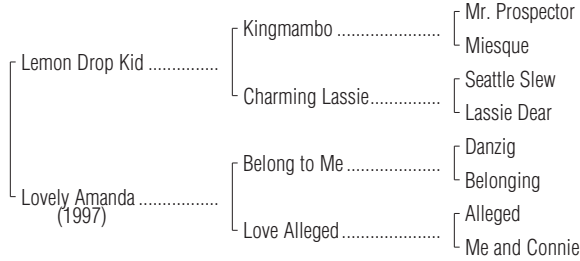 Mr. Prospector
Kingmambo ......................
Miesque
Lemon Drop Kid ...............
Seattle Slew
Charming Lassie...............
Lassie Dear
Danzig
Belong to Me ....................
Belonging
Lovely Amanda .................
(1997)
Alleged
Love Alleged.....................
Me and Connie